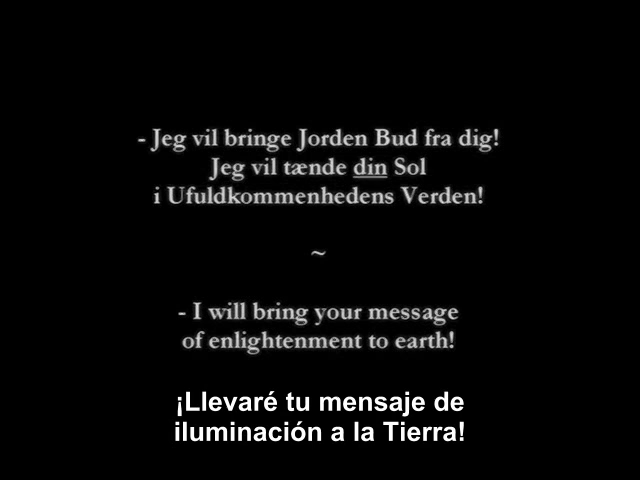 - Jeg vil bringe Jorden Bud fra dig!
Jeg vil tænde din Sol
i Ufuldkommenhedens Verden!
~
- I will bring your message
of enlightenment to earth!
¡Llevaré tu mensaje de
iluminación a la Tierra!